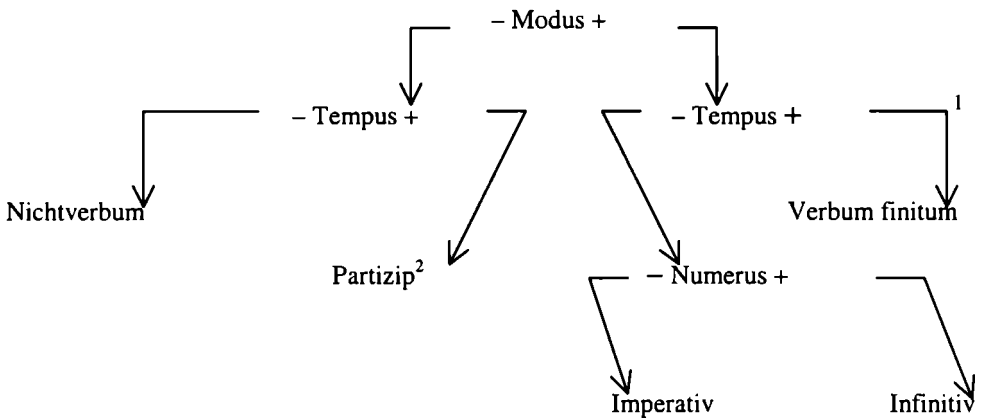 – Modus +
– Tempus + – Tempus + 1
Nichtverbum Verbum finitum
Partizip2 – Numerus +
Imperativ Infinitiv